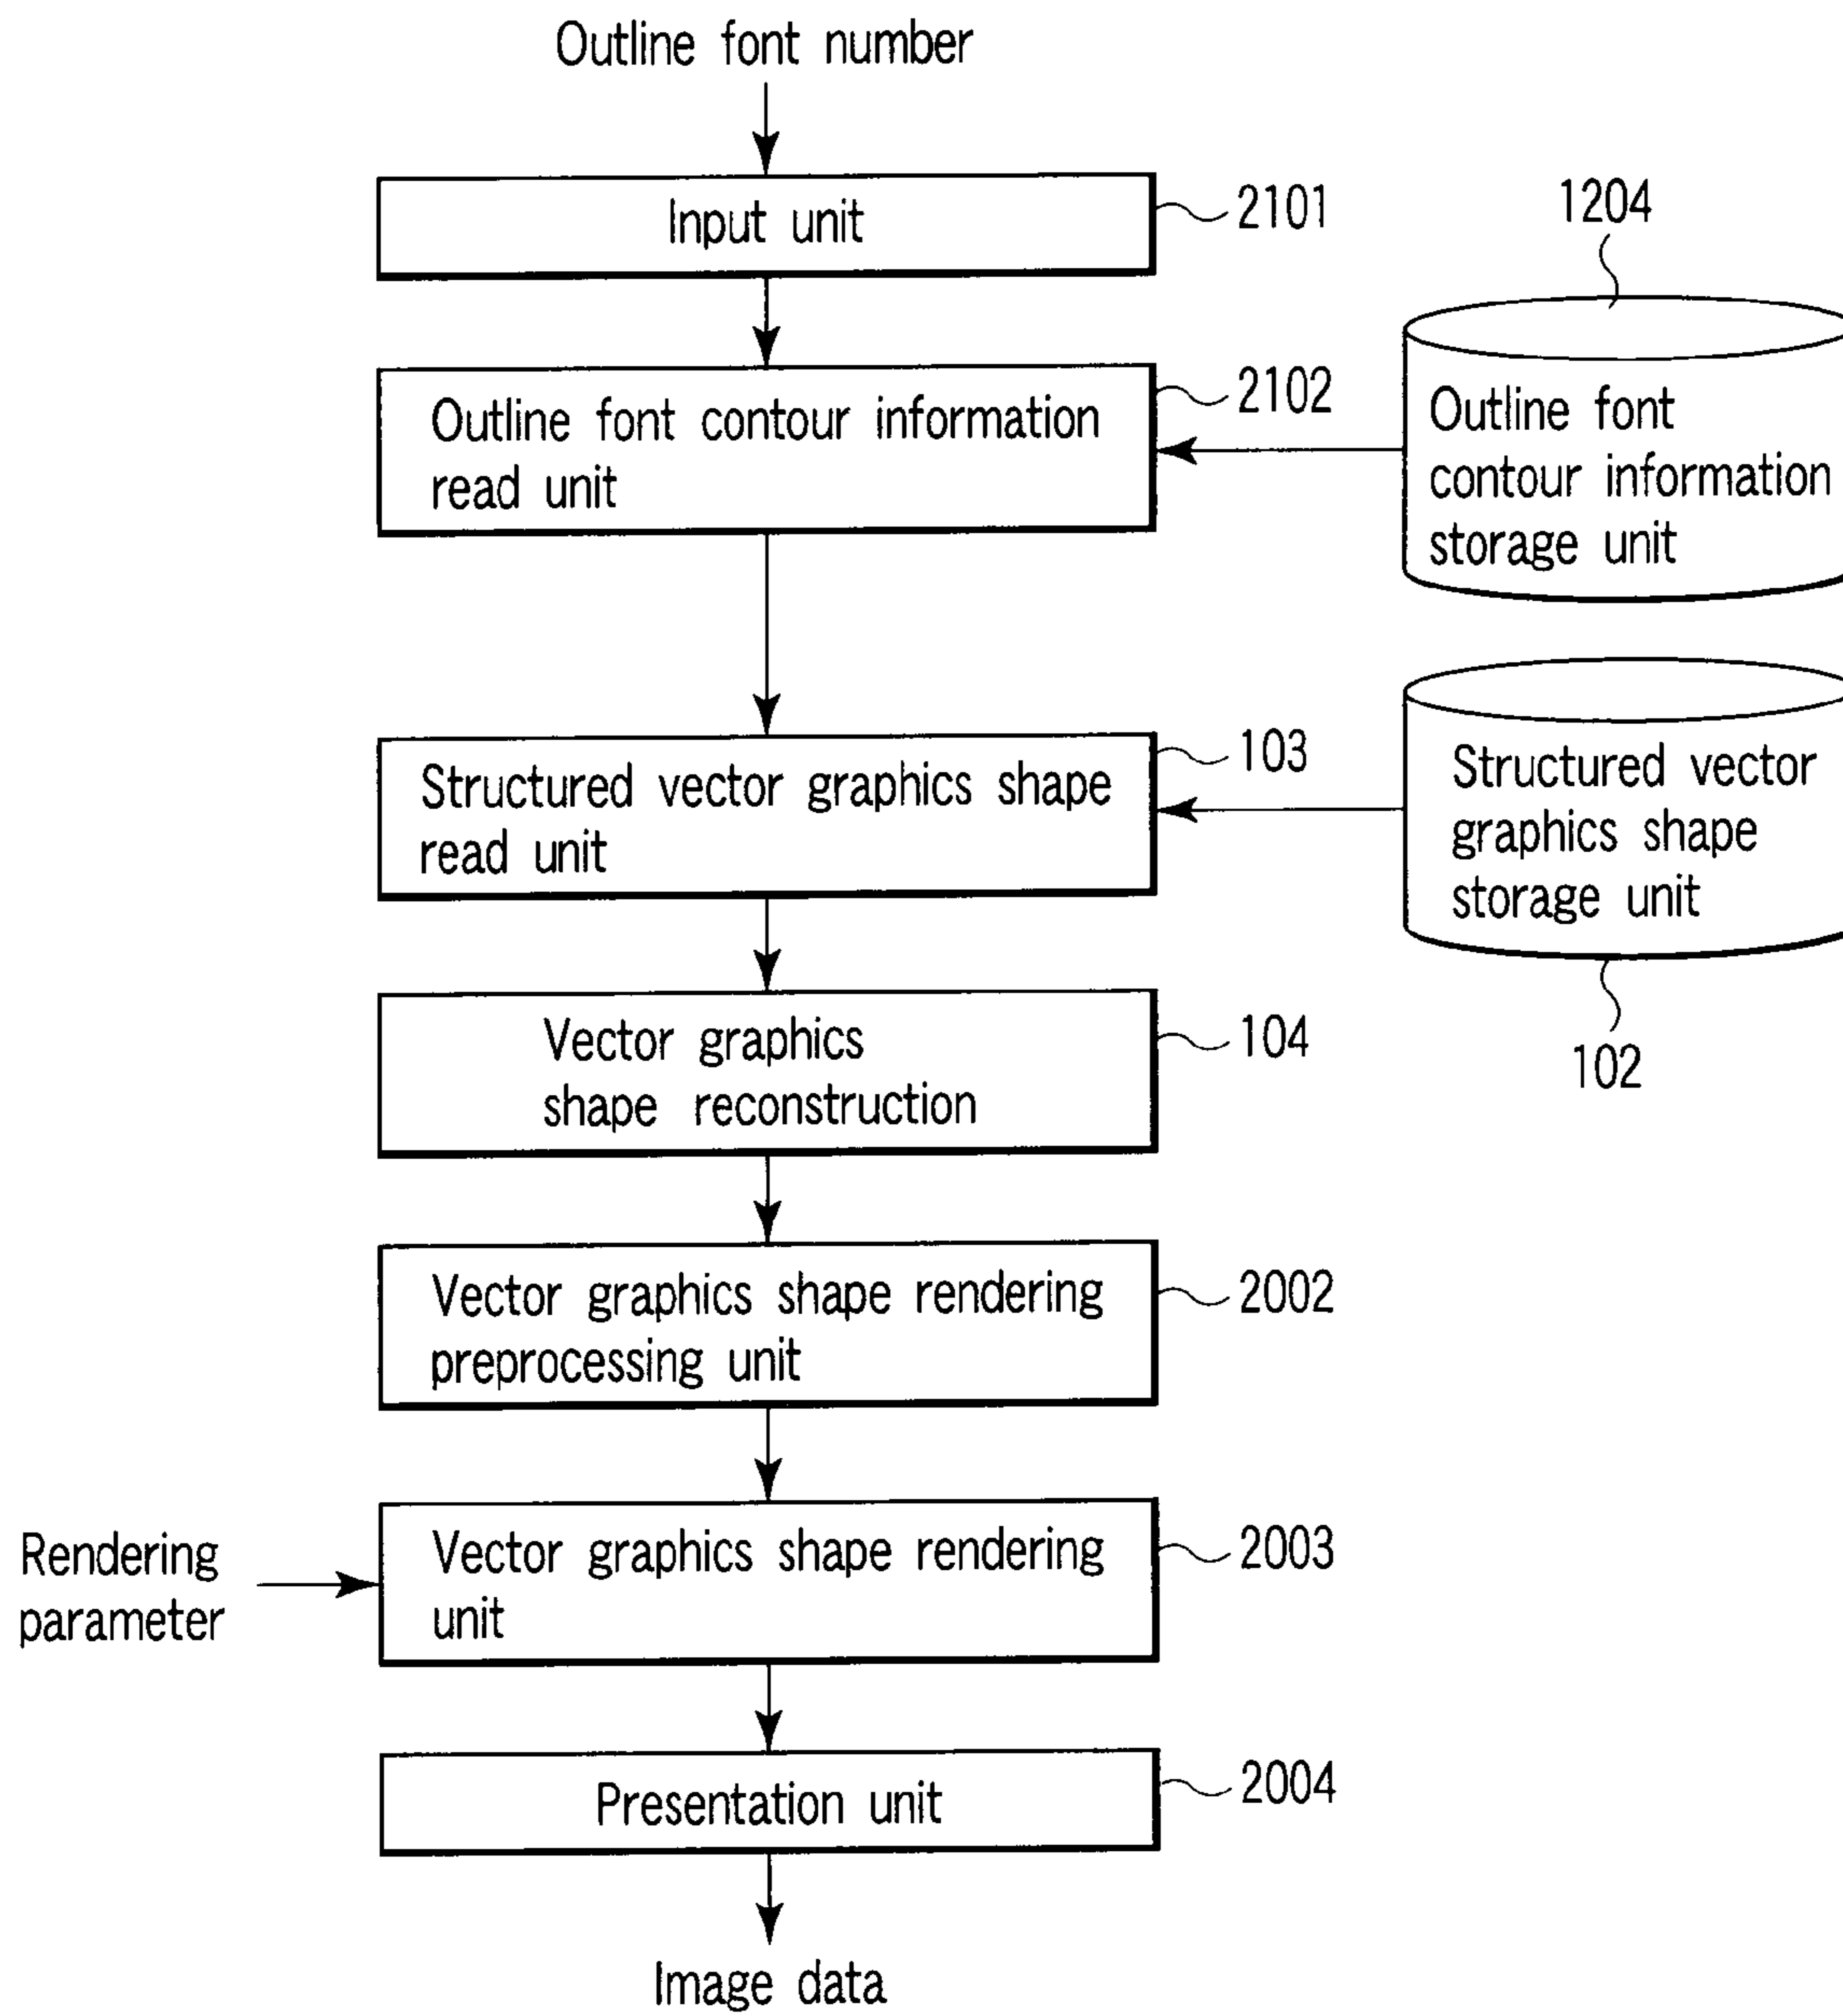 Outline font number
Input unit
2101
1204
Outline font contour information
read unit
2102
Outline font
contour information
storage unit
Structured vector graphics shape
read unit
103
Structured vector
graphics shape
storage unit
102
Vector graphics
shape reconstruction
104
Vector graphics shape rendering
preprocessing unit
2002
Rendering
parameter
Vector graphics shape rendering
unit
2003
Presentation unit
2004
Image data